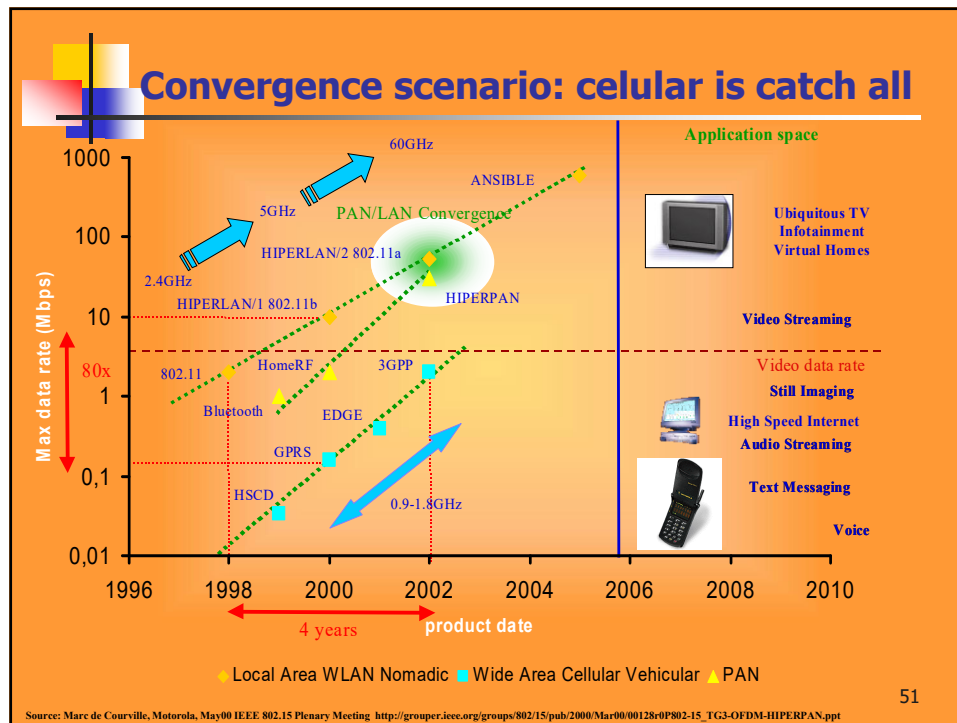 Convergence scenario: celular is catch all
Application space
1000
100
10
1
0,1
0,01
Max data rate (Mbps)
80x
60GHz
5GHz
2.4GHz
ANSIBLE
PAN/LAN Convergence
HIPERLAN/2 802.11a
HIPERPAN
HIPERLAN/1 802.11b
802.11
HomeRF
3GPP
Bluetooth
EDGE
GPRS
HSCD
0.9-1.8GHz
Ubiquitous TV
Infotainment
Virtual Homes
Video Streaming
Video data rate
Still Imaging
High Speed Internet
Audio Streaming
Text Messaging
Voice
1996 1998 2000 2002 2004 2006 2008 2010
4 years
product date
Local Area WLAN Nomadic Wide Area Cellular Vehicular PAN
51
Source: Marc de Courville, Motorola, May00 IEEE 802.15 Plenary Meeting http://grouper.ieee.org/groups/802/15/pub/2000/Mar00/00128r0P802-15_TG3-OFDM-HIPERPAN.ppt